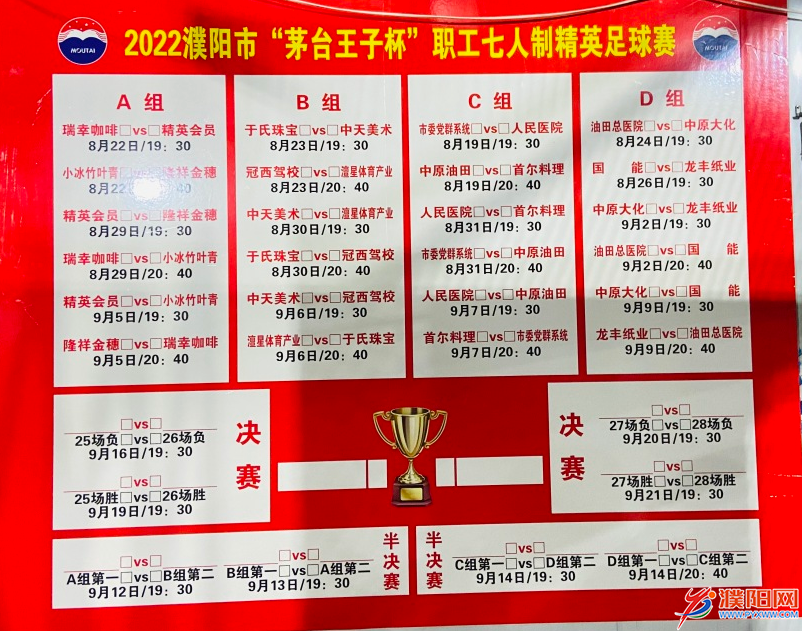 MOUTAI
2022濮阳市“茅台王子杯”职工七人制精英足球赛
MOUTAI
A 组
瑞幸咖啡□vs□精英会员
8月22日/19：30
小冰竹叶青□vs□隆祥金穗
8月22 40
精英会员□vs□隆祥金穗
8月29日/19：30
瑞幸咖啡□vs□小冰竹叶青
8月29日/20：40
精英会员□vs□小冰竹叶青
9月5日/19：30
隆祥金穗□vs□瑞幸咖啡
9月5日/20：40
B 组
于氏珠宝□vs□中天美术
8月23日/19：30
冠西驾校□vs□澶星体育产业
8月23日/20：40
中天美术□vs□澶星体育产业
8月30日/19：30
于氏珠宝□vs□冠西驾校
8月30日/20：40
中天美术□vs□冠西驾校
9月6日/19：30
澶星体育产业□vs□于氏珠宝
9月6日/20：40
C 组
市委党群系统□vs□人民医院
8月19日/19：30
中原油田□vs□首尔料理
8月19日/20：40
人民医院□vs□首尔料理
8月31日/19：30
市委党群系统□vs□中原油田
8月31日/20：40
人民医院□vs□中原油田
9月7日/19：30
首尔料理□vs□市委党群系统
9月7日/20：40
D 组
油田总医院□vs□中原大化
8月24日/19：30
国 能□vs□龙丰纸业
8月26日/19：30
中原大化□vs□龙丰纸业
9月2日/19：30
油田总医院□vs□国 能
9月2日/20：40
中原大化□vs□国 能
9月9日/19：30
龙丰纸业□vs□油田总医院
9月9日/20：40
□vs□
25场负□vs□26场负
9月16日/19：30
□vs□
25场胜□vs□26场胜
9月19日/19：30
决赛
决赛
□vs□
27场负□vs□28场负
9月20日/19：30
□vs□
27场胜□vs□28场胜
9月21日/19：30
□vs□
A组第一□vs□B组第二
9月12日/19：30
□vs□
B组第一□vs□A组第二
9月13日/19：30
半决赛
半决赛
□vs□
C组第一□vs□D组第二
9月14日/19：30
□vs□
D组第一□vs□C组第二
9月14日/20：40
濮阳网
WWW.PYXWW.COM